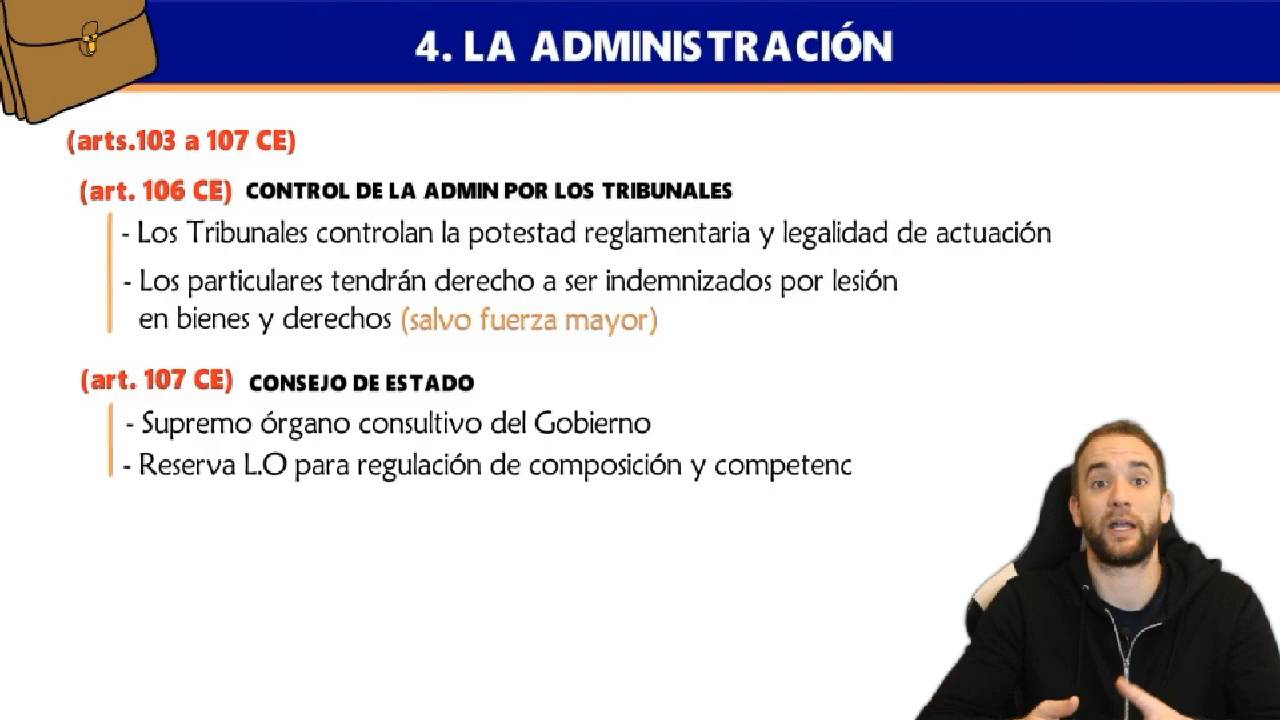 4. LA ADMINISTRACIÓN
(arts.103 a 107 CE)
(art. 106 CE) CONTROL DE LA ADMIN POR LOS TRIBUNALES
- Los Tribunales controlan la potestad reglamentaria y legalidad de actuación
- Los particulares tendrán derecho a ser indemnizados por lesión
en bienes y derechos (salvo fuerza mayor)
(art. 107 CE) CONSEJO DE ESTADO
- Supremo órgano consultivo del Gobierno
- Reserva L.O para regulación de composición y competenc